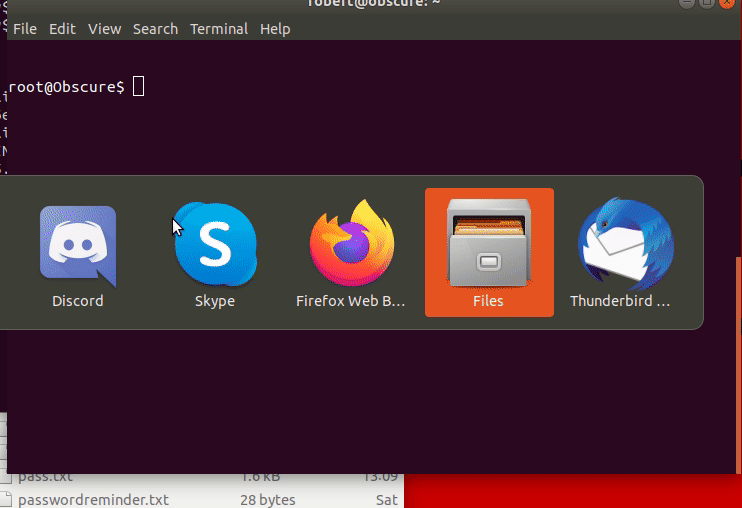 robert@obscure: ~
File Edit View Search Terminal Help
root@Obscure$
Discord Skype Firefox Web B... Files Thunderbird ...
pass.txt 1.6 kB 13:09
passwordreminder.txt 28 bytes Sat